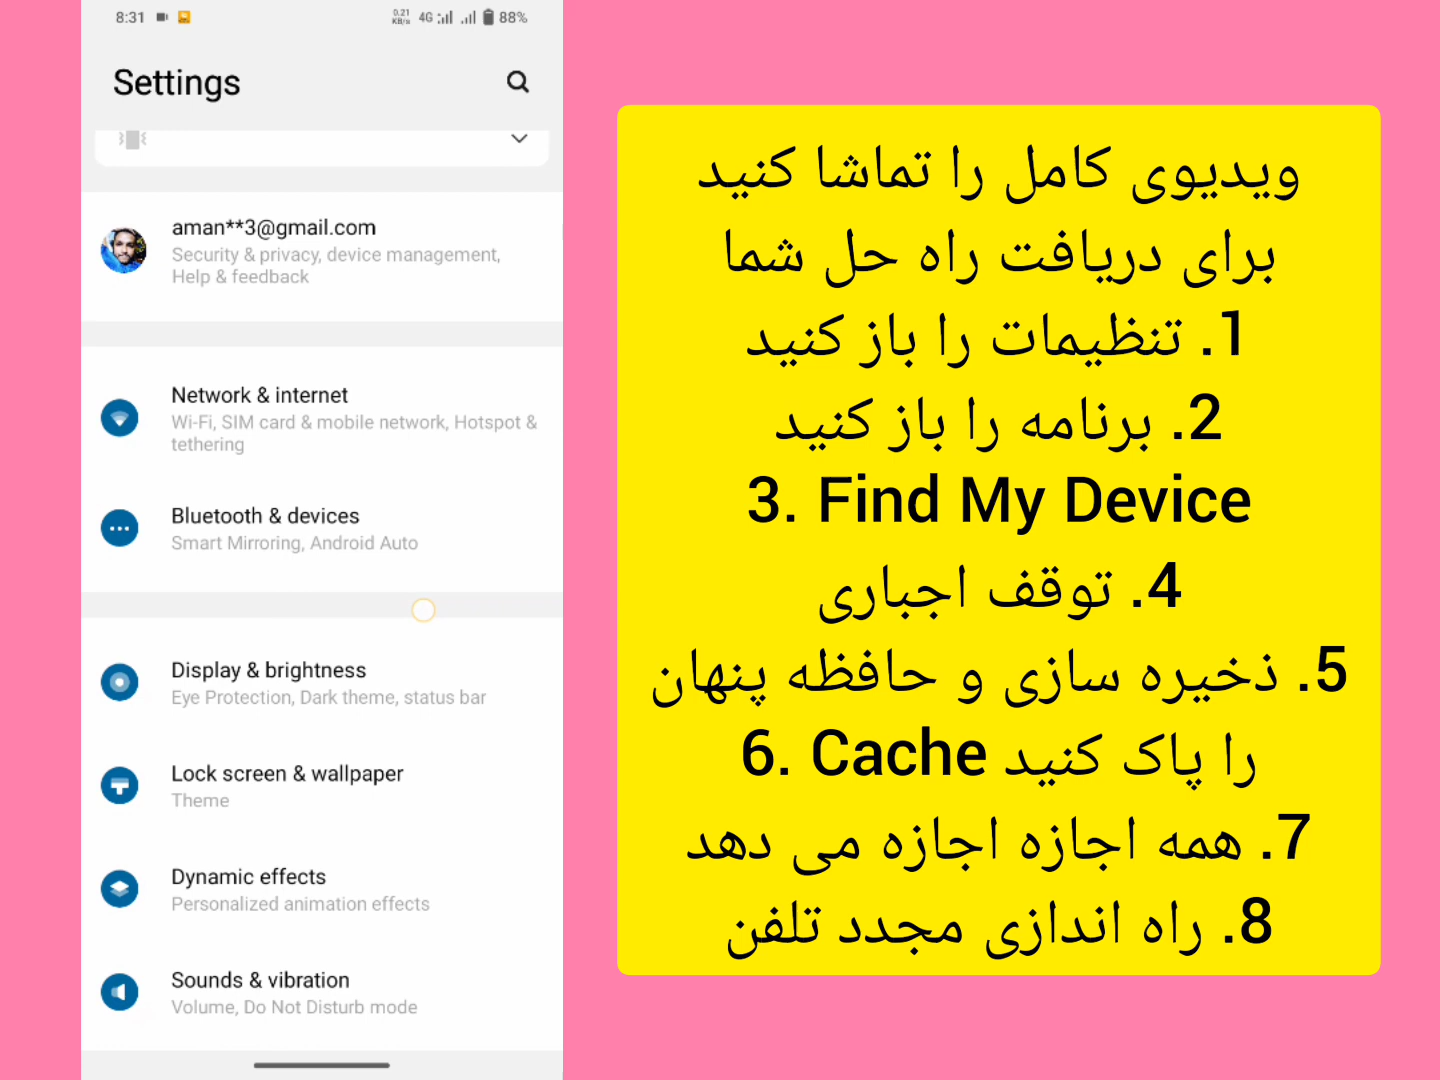 8:31
0.21 KB/s 4G 88%
Settings
aman**3@gmail.com
Security & privacy, device management,
Help & feedback
Network & internet
Wi-Fi, SIM card & mobile network, Hotspot &
tethering
Bluetooth & devices
Smart Mirroring, Android Auto
Display & brightness
Eye Protection, Dark theme, status bar
Lock screen & wallpaper
Theme
Dynamic effects
Personalized animation effects
Sounds & vibration
Volume, Do Not Disturb mode
ویدیوی کامل را تماشا کنید
برای دریافت راه حل شما
1. تنظیمات را باز کنید
2. برنامه را باز کنید
3. Find My Device
4. توقف اجباری
5. ذخیره سازی و حافظه پنهان
6. Cache را پاک کنید
7. همه اجازه اجازه می دهد
8. راه اندازی مجدد تلفن